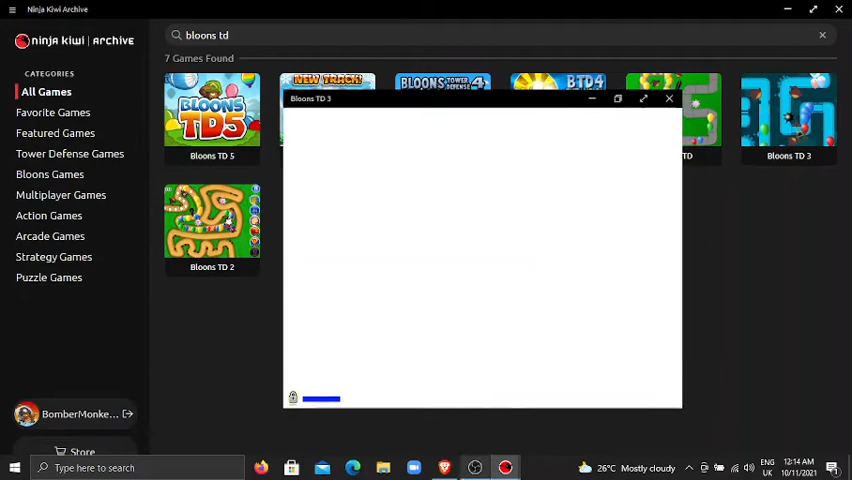 Ninja Kiwi Archive
ninja kiwi | ARCHIVE
bloons td
7 Games Found
CATEGORIES
All Games
Favorite Games
Featured Games
Tower Defense Games
Bloons Games
Multiplayer Games
Action Games
Arcade Games
Strategy Games
Puzzle Games
BLOONS TD5
NEW TRACK!
BLOONS TOWER DEFENSE 4
BTD4
Bloons TD 3
Bloons TD 5
TD
Bloons TD 3
Bloons TD 2
BomberMonke...
Store
Type here to search
26°C Mostly cloudy
ENG
UK
12:14 AM
10/11/2021
1